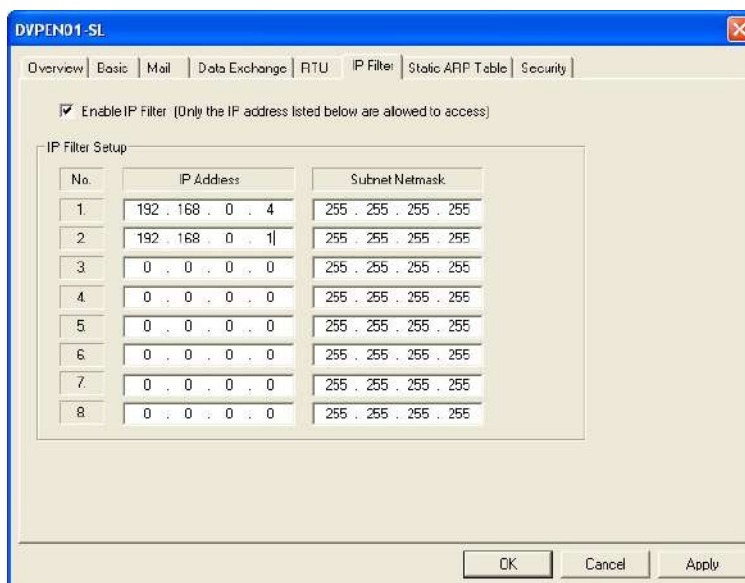 DVPEN01-SL
Overview Basic Mail Data Exchange RTU IP Filter Static ARP Table Security
Enable IP Filter (Only the IP address listed below are allowed to access)
IP Filter Setup
No. IP Address Subnet Netmask
1. 192 . 168 . 0 . 4 255 . 255 . 255 . 255
2. 192 . 168 . 0 . 1 255 . 255 . 255 . 255
3. 0 . 0 . 0 . 0 255 . 255 . 255 . 255
4. 0 . 0 . 0 . 0 255 . 255 . 255 . 255
5. 0 . 0 . 0 . 0 255 . 255 . 255 . 255
6. 0 . 0 . 0 . 0 255 . 255 . 255 . 255
7. 0 . 0 . 0 . 0 255 . 255 . 255 . 255
8. 0 . 0 . 0 . 0 255 . 255 . 255 . 255
OK Cancel Apply